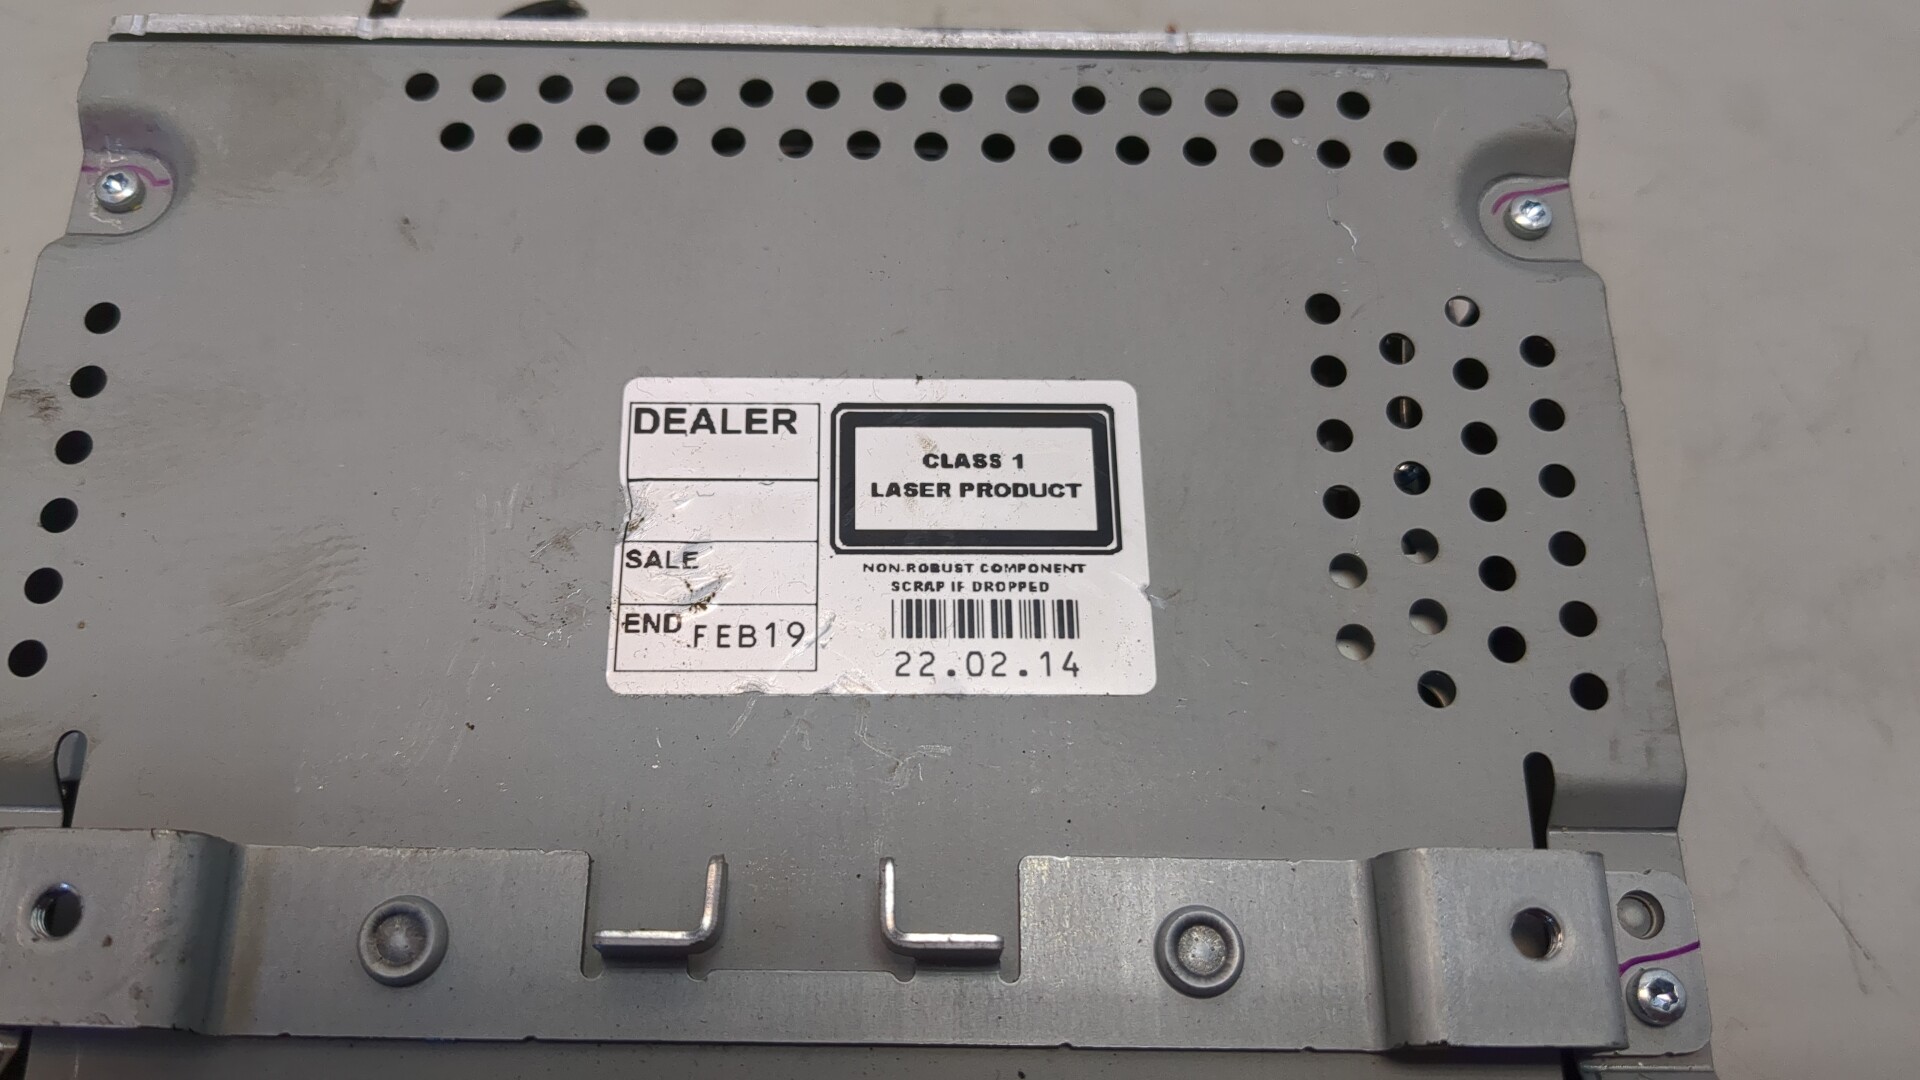 DEALER
SALE
END FEB19
CLASS 1
LASER PRODUCT
NON-ROBUST COMPONENT
SCRAP IF DROPPED
22.02.14